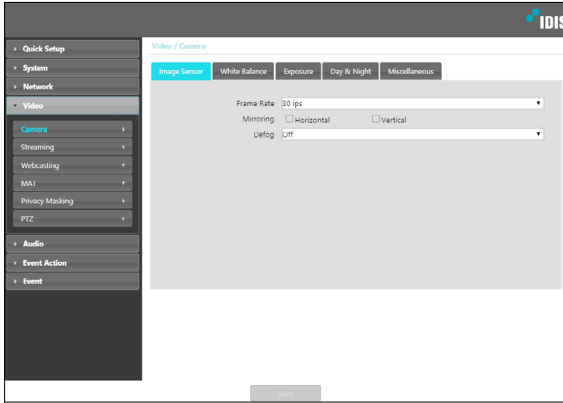 IDIS
Quick Setup
System
Network
Video
Camera
Streaming
Webcasting
MAT
Privacy Masking
PTZ
Audio
Event Action
Event
Video / Camera
Image Sensor White Balance Exposure Day & Night Miscellaneous
Frame Rate 30 ips
Mirroring Horizontal Vertical
Defog Off
Save